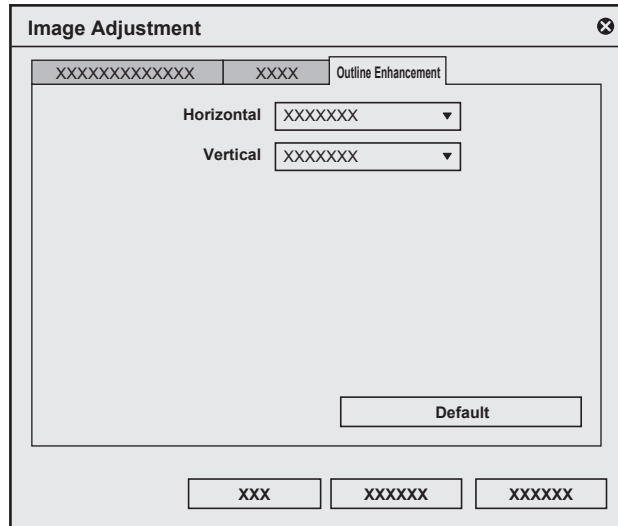 Image Adjustment
XXXXXXXXXXXXX XXXX Outline Enhancement
Horizontal XXXXXXX
Vertical XXXXXXX
Default
XXX XXXXXX XXXXXX